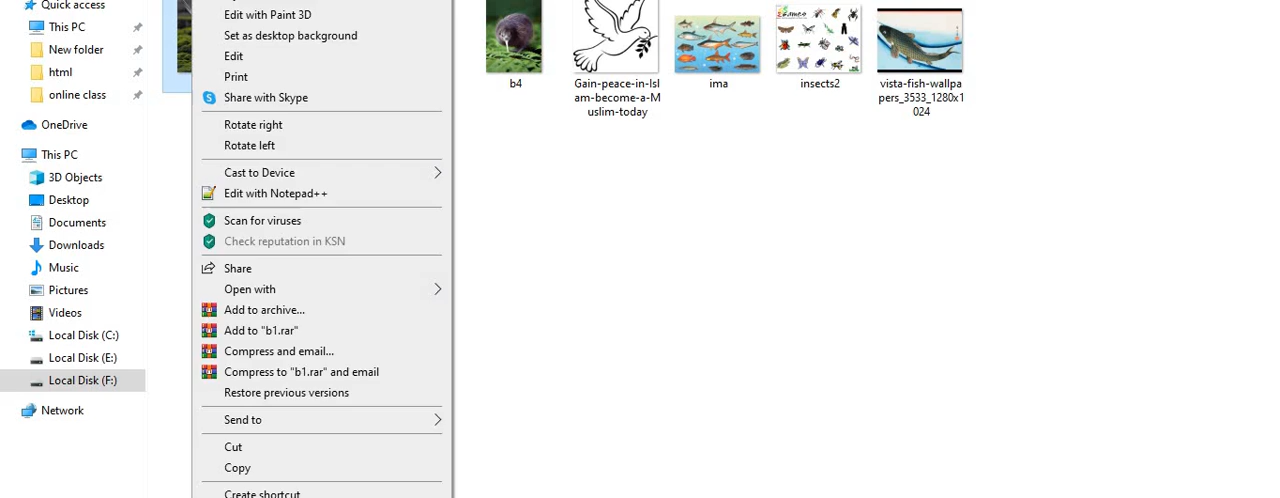 Quick access
This PC
New folder
html
online class
OneDrive
This PC
3D Objects
Desktop
Documents
Downloads
Music
Pictures
Videos
Local Disk (C:)
Local Disk (E:)
Local Disk (F:)
Network
Edit with Paint 3D
Set as desktop background
Edit
Print
Share with Skype
Rotate right
Rotate left
Cast to Device
Edit with Notepad++
Scan for viruses
Check reputation in KSN
Share
Open with
Add to archive...
Add to "b1.rar"
Compress and email...
Compress to "b1.rar" and email
Restore previous versions
Send to
Cut
Copy
Create shortcut
b4
Gain-peace-in-Isl
am-become-a-M
uslim-today
ima
insects2
vista-fish-wallpa
pers_3533_1280x1
024